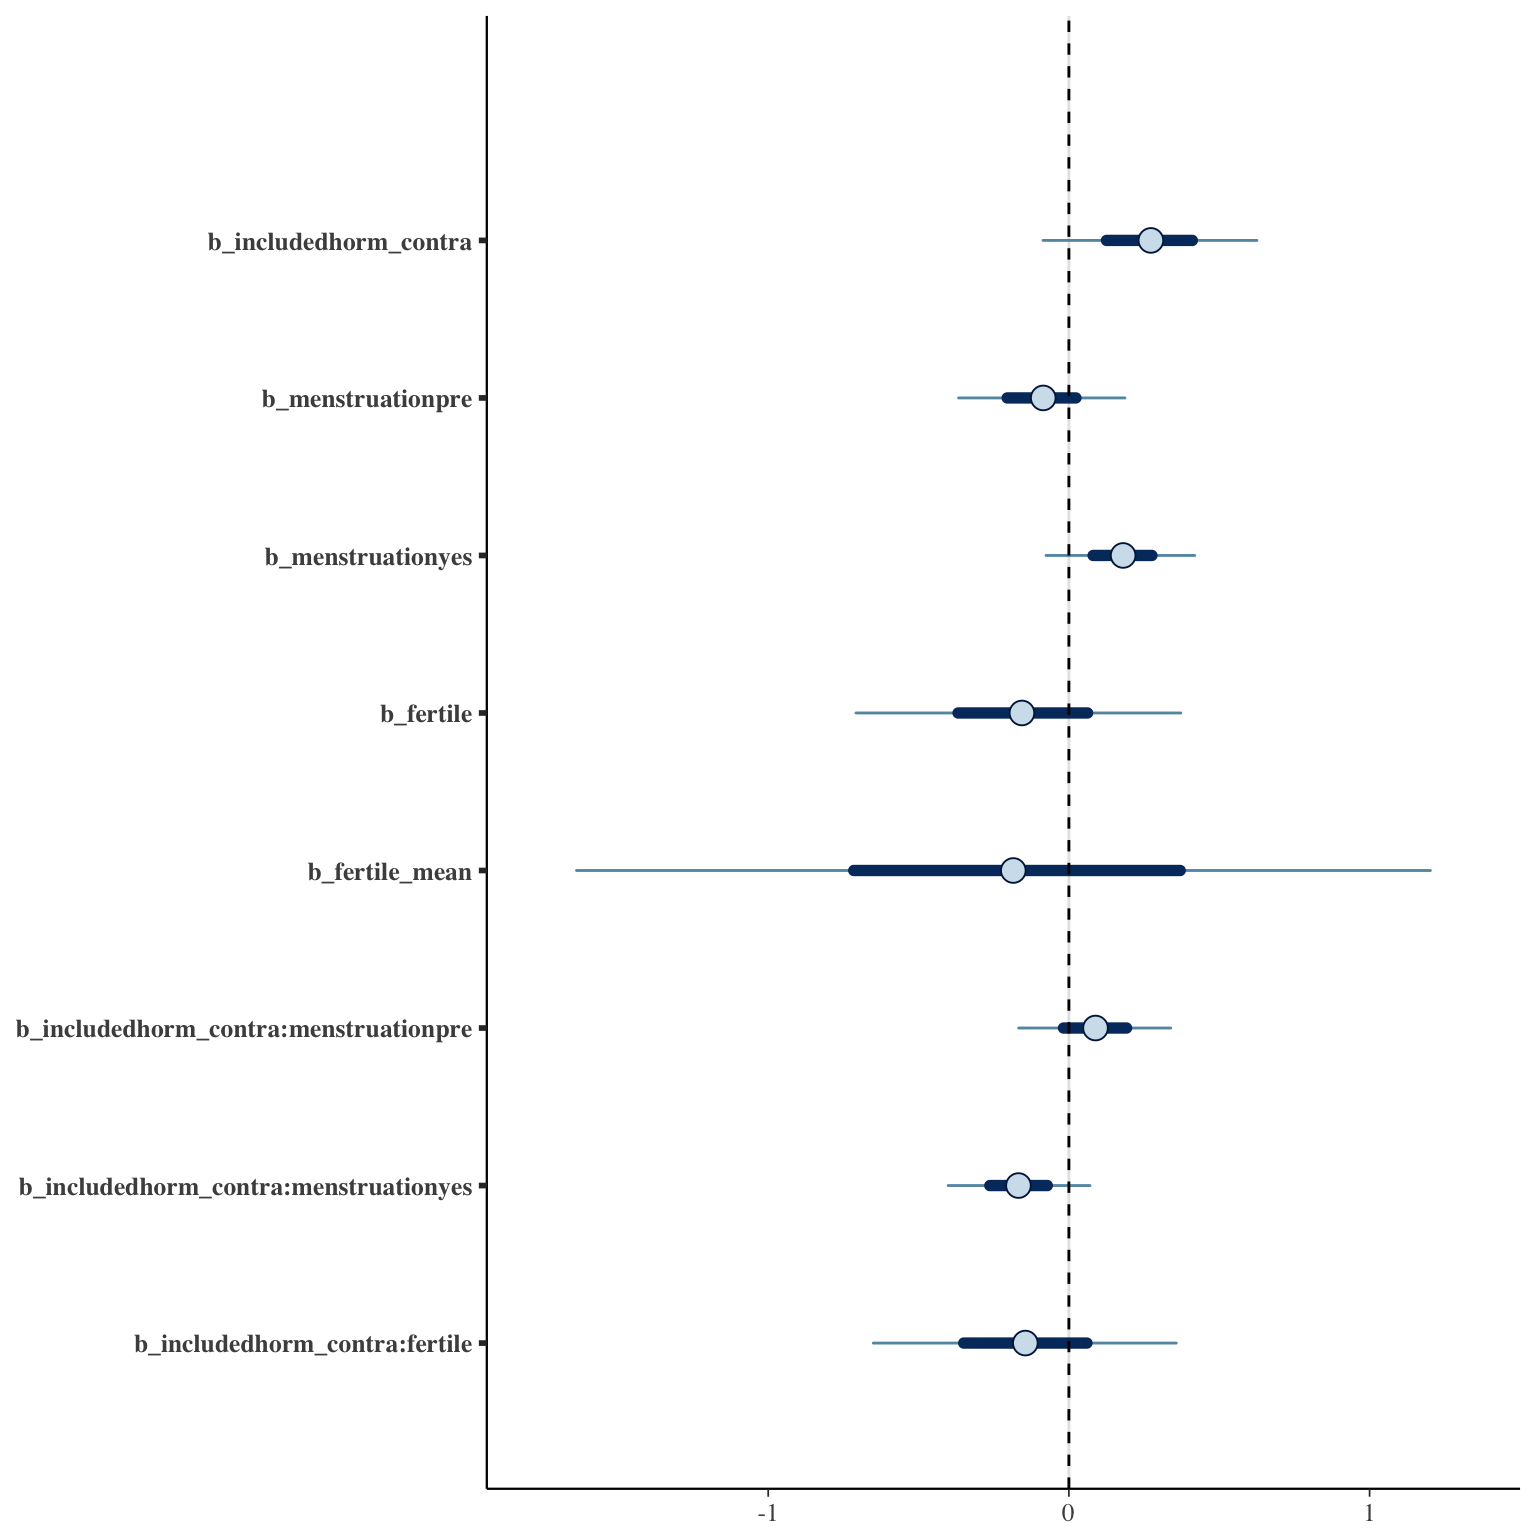 b_includedhorm_contra
b_menstruationpre
b_menstruationyes
b_fertile
b_fertile_mean
b_includedhorm_contra:menstruationpre
b_includedhorm_contra:menstruationyes
b_includedhorm_contra:fertile
-1 0 1